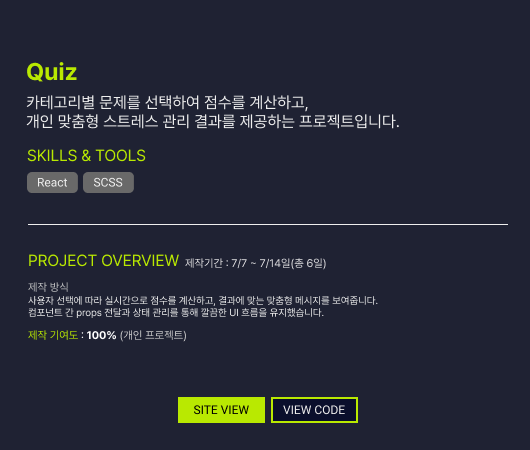 Quiz
카테고리별 문제를 선택하여 점수를 계산하고,
개인 맞춤형 스트레스 관리 결과를 제공하는 프로젝트입니다.
SKILLS & TOOLS
React SCSS
PROJECT OVERVIEW 제작기간 : 7/7 ~ 7/14일(총 6일)
제작 방식
사용자 선택에 따라 실시간으로 점수를 계산하고, 결과에 맞는 맞춤형 메시지를 보여줍니다.
컴포넌트 간 props 전달과 상태 관리를 통해 깔끔한 UI 흐름을 유지했습니다.
제작 기여도 : 100% (개인 프로젝트)
SITE VIEW VIEW CODE